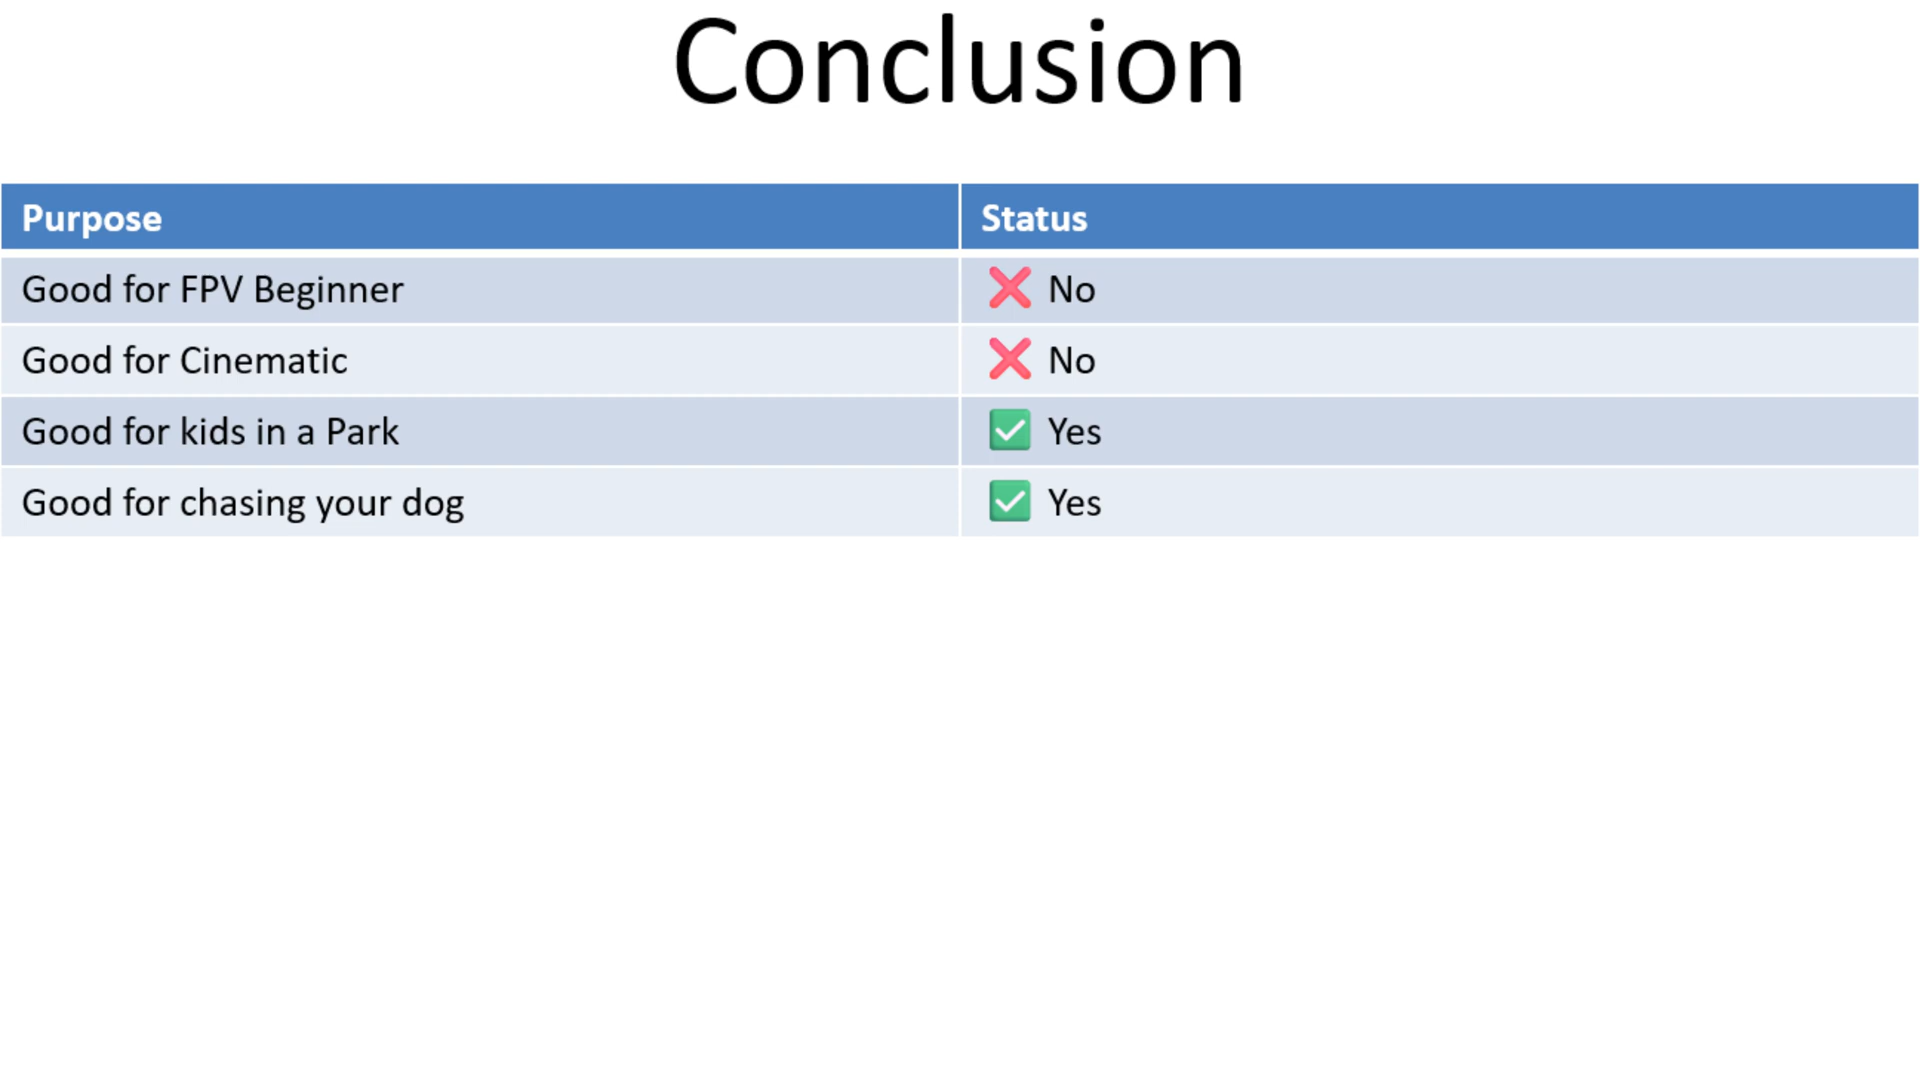 Conclusion
Purpose Status
Good for FPV Beginner ❌ No
Good for Cinematic ❌ No
Good for kids in a Park ✅ Yes
Good for chasing your dog ✅ Yes